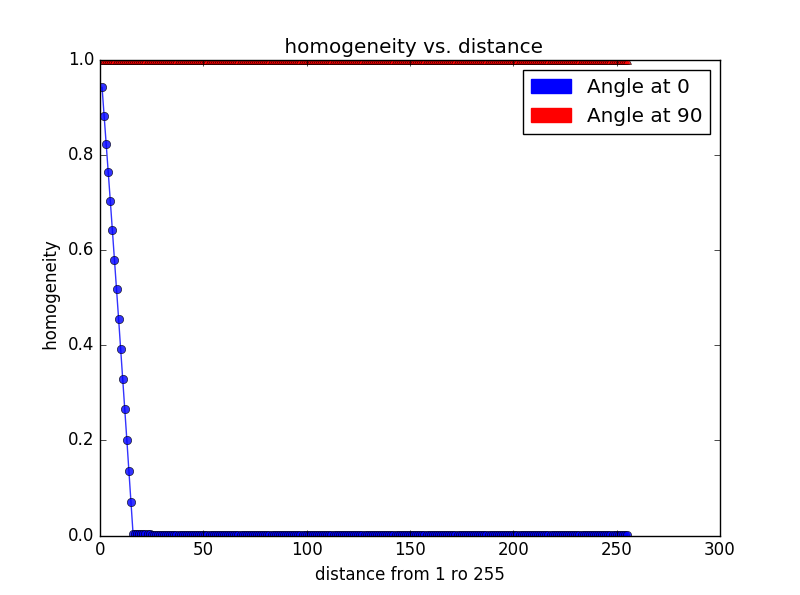 homogeneity vs. distance
1.0
0.8
0.6
0.4
0.2
0.0
homogeneity
Angle at 0
Angle at 90
0 50 100 150 200 250 300
distance from 1 ro 255